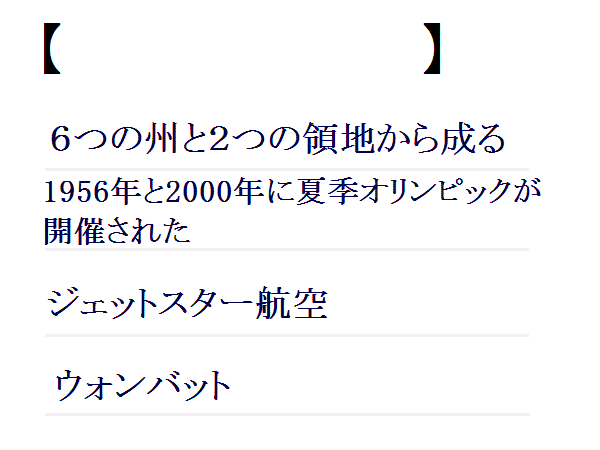 【 】
６つの州と２つの領地から成る
1956年と2000年に夏季オリンピックが
開催された
ジェットスター航空
ウォンバット